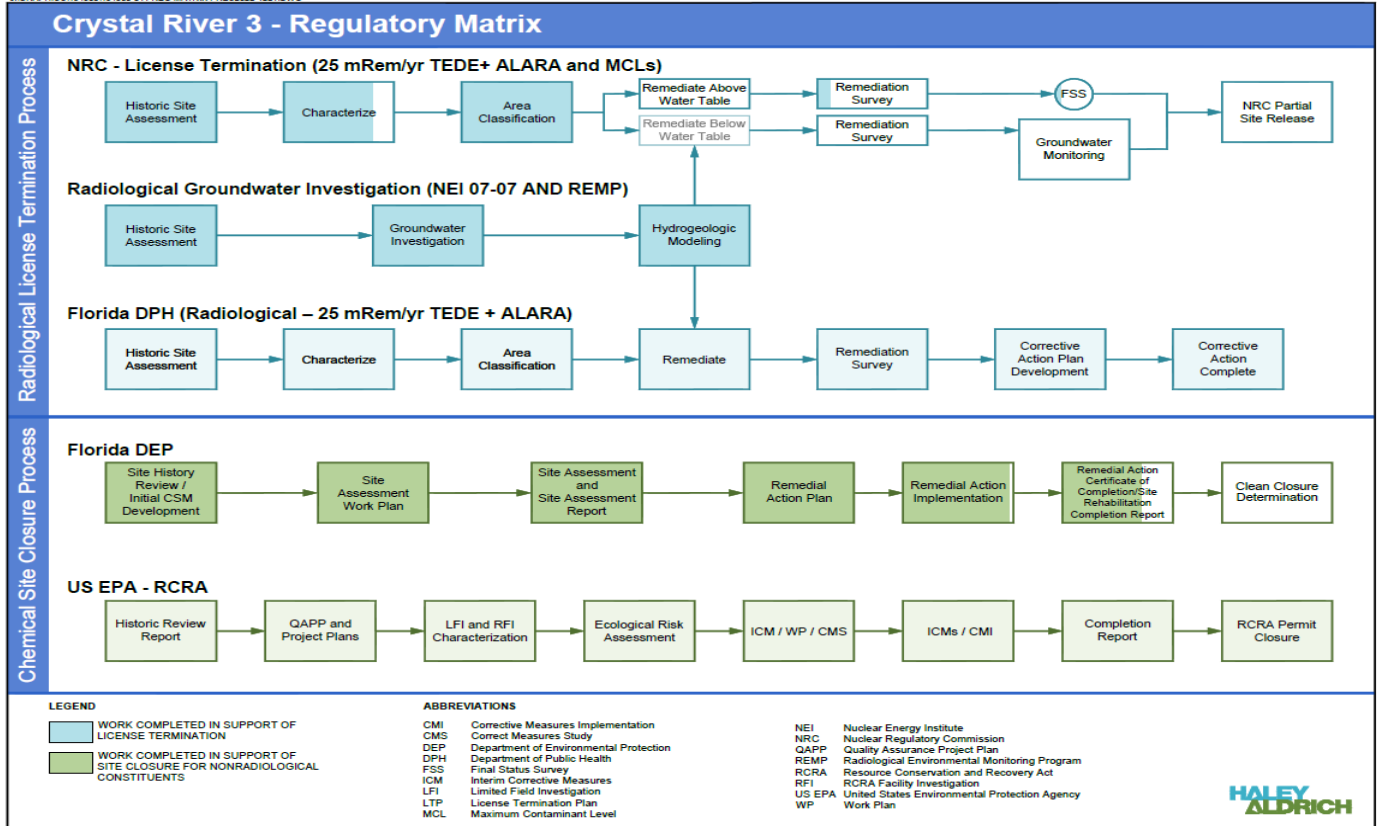 Crystal River 3 - Regulatory Matrix
Radiological License Termination Process
NRC - License Termination (25 mRem/yr TEDE+ ALARA and MCLs)
Historic Site
Assessment
Characterize
Area
Classification
Remediate Above
Water Table
Remediation
Survey
FSS
Remediate Below
Water Table
Remediation
Survey
Groundwater
Monitoring
NRC Partial
Site Release
Radiological Groundwater Investigation (NEI 07-07 AND REMP)
Historic Site
Assessment
Groundwater
Investigation
Hydrogeologic
Modeling
Florida DPH (Radiological – 25 mRem/yr TEDE + ALARA)
Historic Site
Assessment
Characterize
Area
Classification
Remediate
Remediation
Survey
Corrective
Action Plan
Development
Corrective
Action
Complete
Chemical Site Closure Process
Florida DEP
Site History
Review /
Initial CSM
Development
Site
Assessment
Work Plan
Site Assessment
and
Site Assessment
Report
Remedial
Action Plan
Remedial Action
Implementation
Remedial Action
Certificate of
Completion/Site
Rehabilitation
Completion Report
Clean Closure
Determination
US EPA - RCRA
Historic Review
Report
QAPP and
Project Plans
LFI and RFI
Characterization
Ecological Risk
Assessment
ICM / WP / CMS
ICMs / CMI
Completion
Report
RCRA Permit
Closure
LEGEND
WORK COMPLETED IN SUPPORT OF
LICENSE TERMINATION
WORK COMPLETED IN SUPPORT OF
SITE CLOSURE FOR NONRADIOLOGICAL
CONSTITUENTS
ABBREVIATIONS
CMI Corrective Measures Implementation
CMS Correct Measures Study
DEP Department of Environmental Protection
DPH Department of Public Health
FSS Final Status Survey
ICM Interim Corrective Measures
LFI Limited Field Investigation
LTP License Termination Plan
MCL Maximum Contaminant Level
NEI Nuclear Energy Institute
NRC Nuclear Regulatory Commission
QAPP Quality Assurance Project Plan
REMP Radiological Environmental Monitoring Program
RCRA Resource Conservation and Recovery Act
RFI RCRA Facility Investigation
US EPA United States Environmental Protection Agency
WP Work Plan
HALEY
ALDRICH